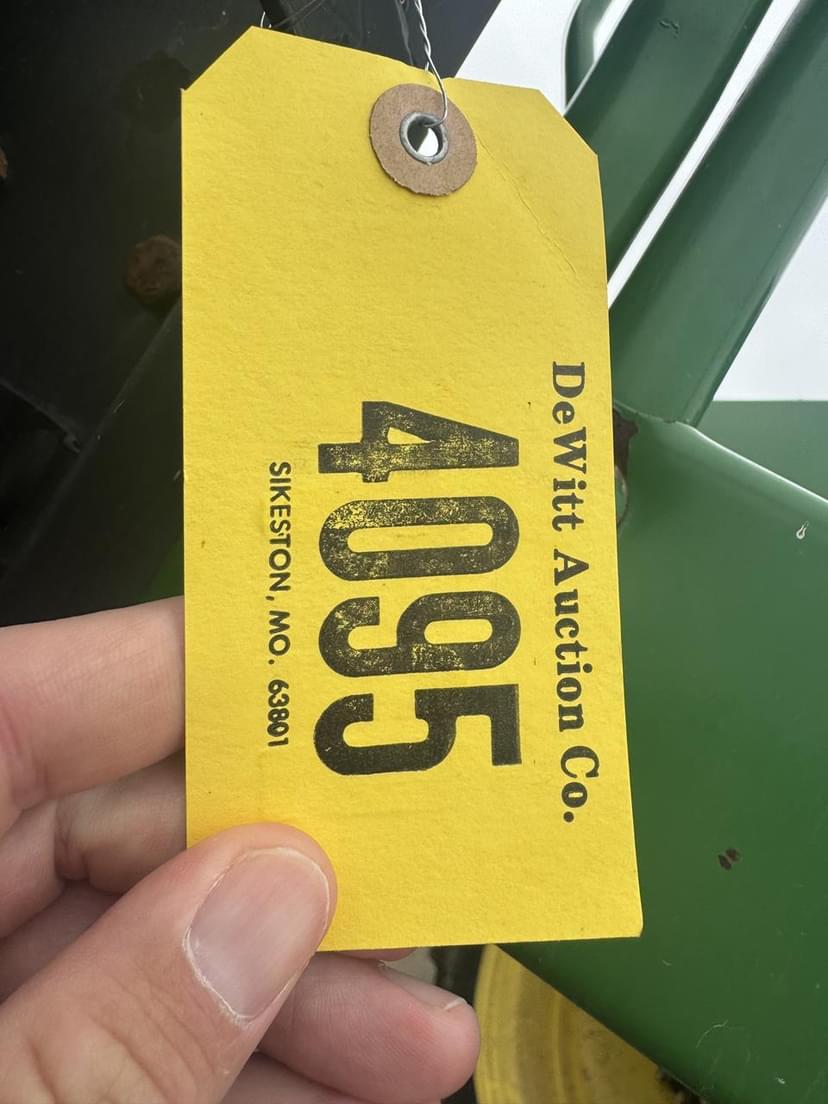 DeWitt Auction Co.
4095
SIKESTON, MO. 63801